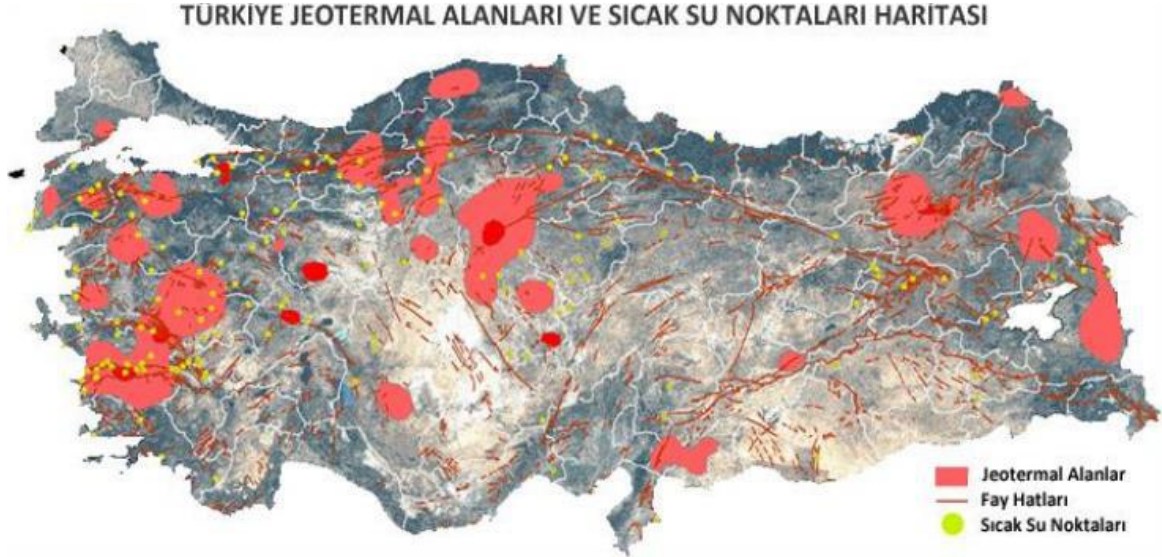 TÜRKİYE JEOTERMAL ALANLARI VE SICAK SU NOKTALARI HARİTASI
Jeotermal Alanlar
Fay Hatları
Sıcak Su Noktaları